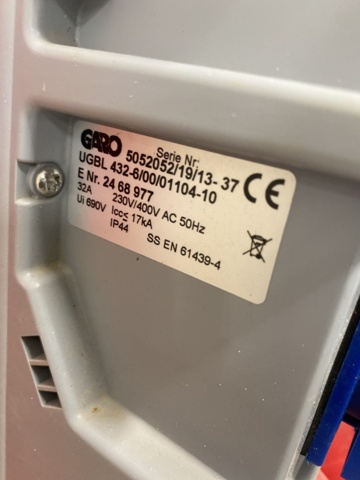 GARO Serie Nr:
5052052/19/13-37
UGBL 432-6/00/01104-10
E Nr. 24 68 977
32A 230V/400V AC 50Hz
Ui 690V Icc≤ 17kA
IP44 SS EN 61439-4
CE